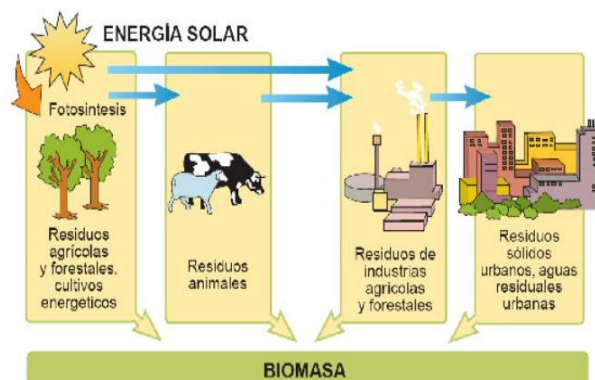 ENERGÍA SOLAR
Fotosíntesis
Residuos
agrícolas
y forestales.
cultivos
energeticos
Residuos
animales
Residuos de
industrias
agrícolas
y forestales
Residuos
sólidos
urbanos, aguas
residuales
urbanas
BIOMASA